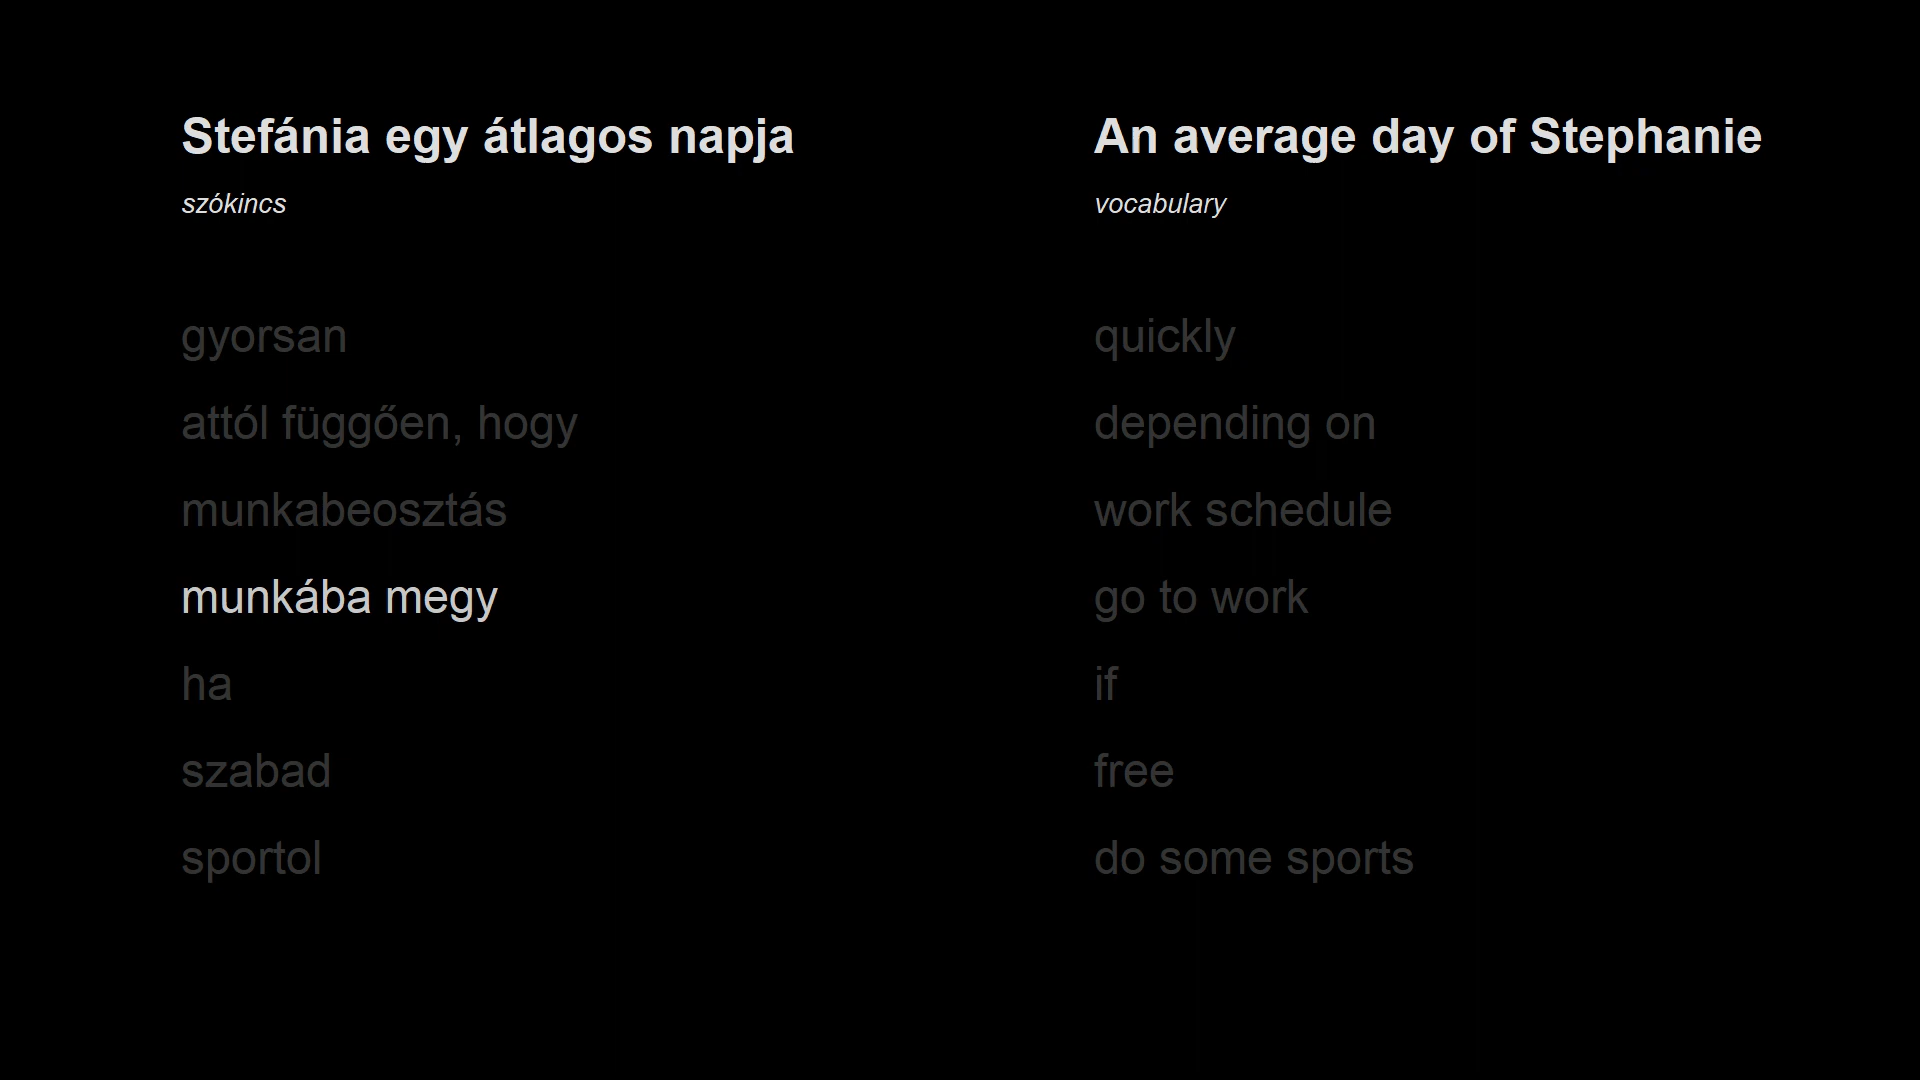 Stefánia egy átlagos napja
szókincs
gyorsan
attól függően, hogy
munkabeosztás
munkába megy
ha
szabad
sportol
An average day of Stephanie
vocabulary
quickly
depending on
work schedule
go to work
if
free
do some sports